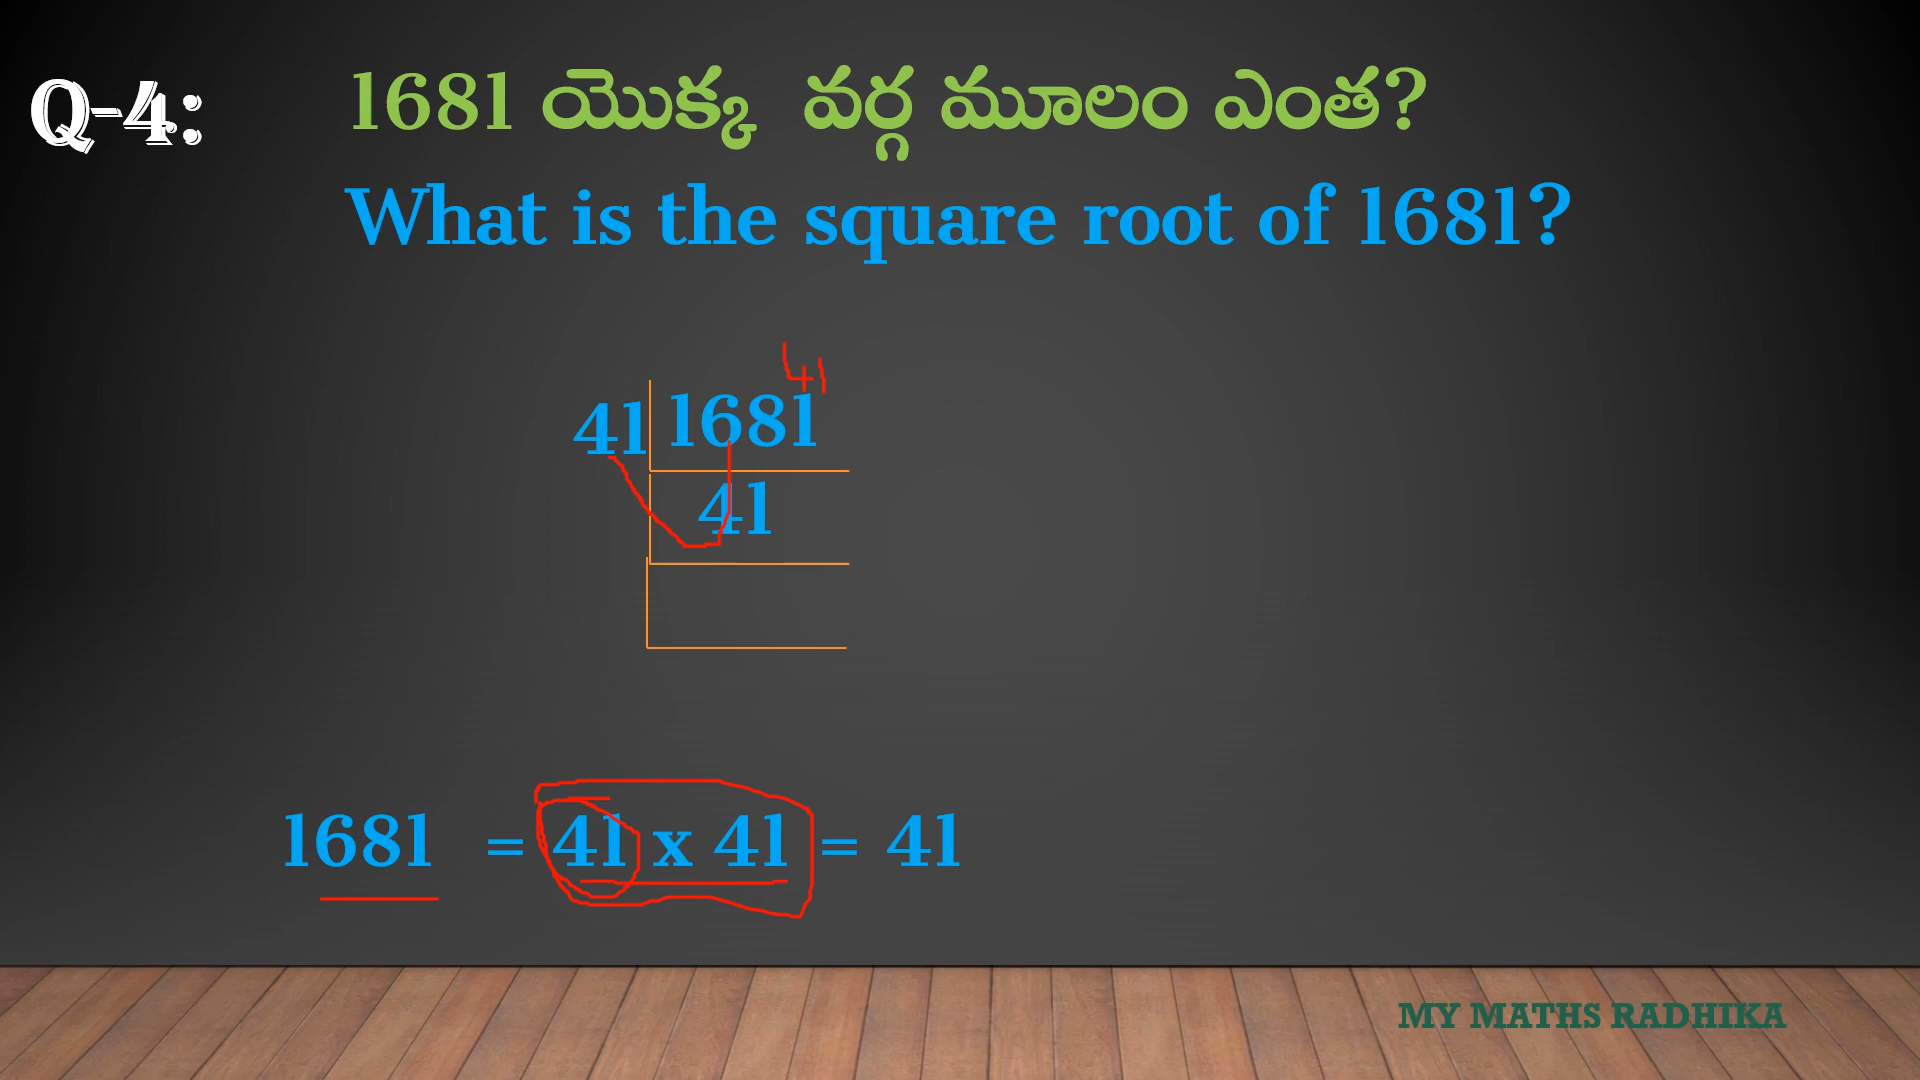 Q-4:
1681 యొక్క వర్గ మూలం ఎంత?
What is the square root of 1681?
41
41 1681
41
1681 = 41 x 41 = 41
MY MATHS RADHIKA